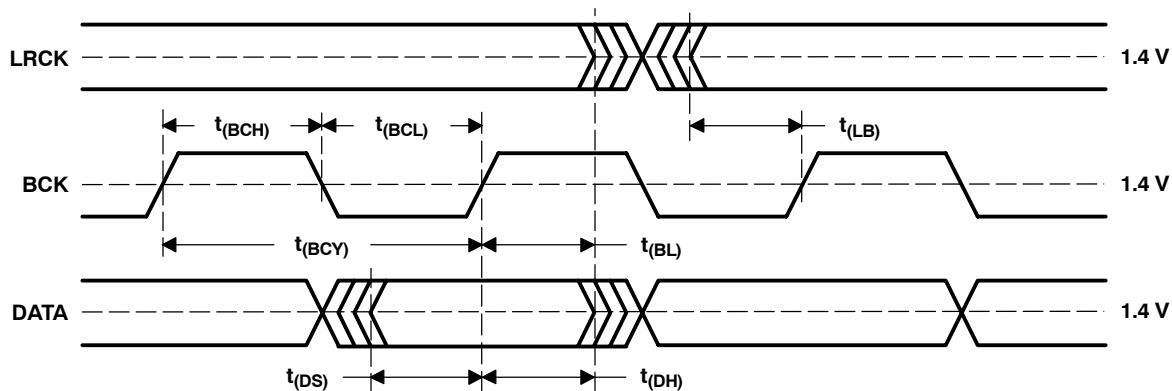 LRCK 1.4 V
t(BCH) t(BCL) t(LB)
BCK 1.4 V
t(BCY) t(BL)
DATA 1.4 V
t(DS) t(DH)